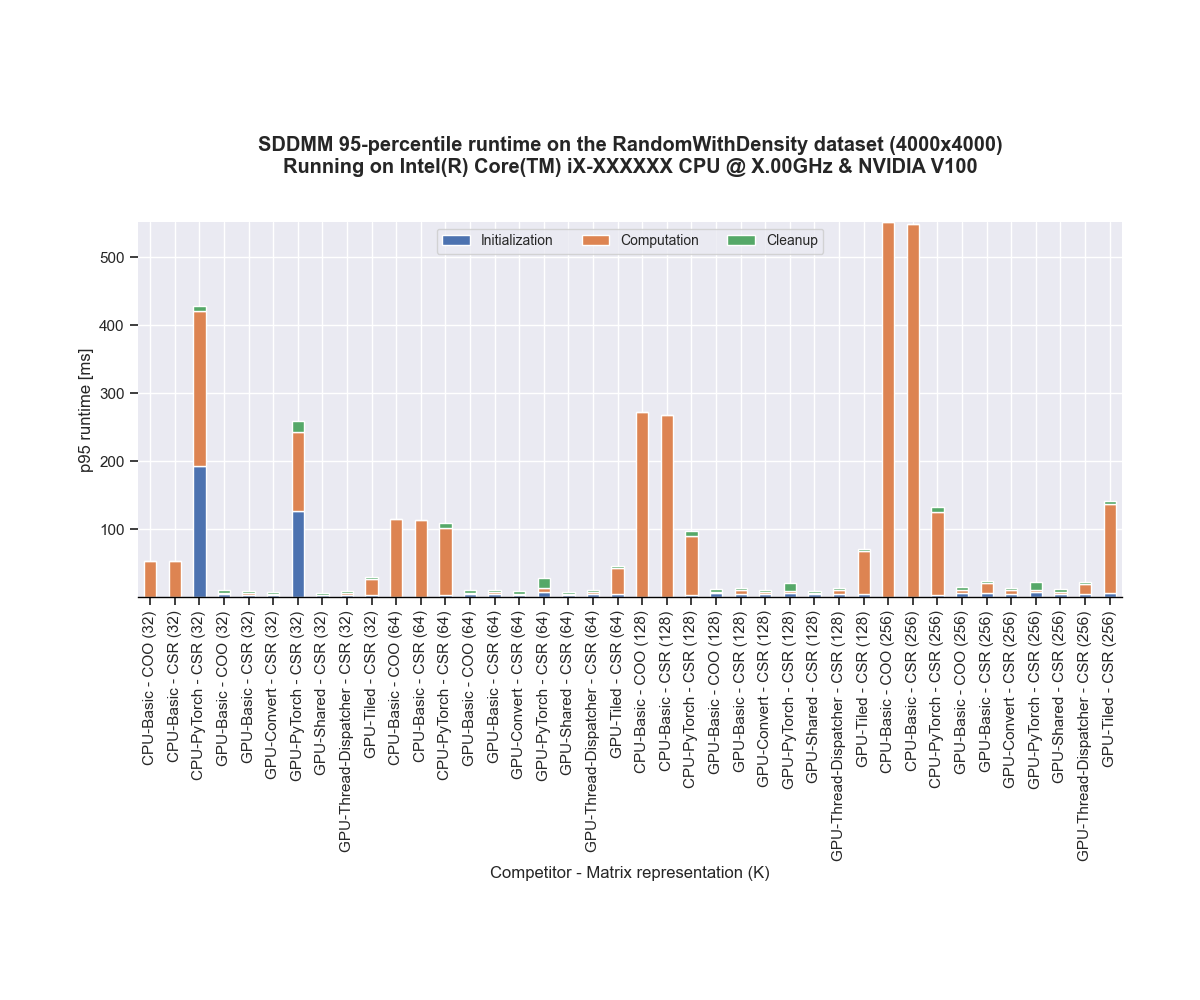 SDDMM 95-percentile runtime on the RandomWithDensity dataset (4000x4000)
Running on Intel(R) Core(TM) iX-XXXXXX CPU @ X.00GHz & NVIDIA V100
Initialization
Computation
Cleanup
p95 runtime [ms]
500
400
300
200
100
CPU-Basic - COO (32)
CPU-Basic - CSR (32)
CPU-PyTorch - CSR (32)
GPU-Basic - COO (32)
GPU-Basic - CSR (32)
GPU-Convert - CSR (32)
GPU-PyTorch - CSR (32)
GPU-Shared - CSR (32)
GPU-Thread-Dispatcher - CSR (32)
GPU-Tiled - CSR (32)
CPU-Basic - COO (64)
CPU-Basic - CSR (64)
CPU-PyTorch - CSR (64)
GPU-Basic - COO (64)
GPU-Basic - CSR (64)
GPU-Convert - CSR (64)
GPU-PyTorch - CSR (64)
GPU-Shared - CSR (64)
GPU-Thread-Dispatcher - CSR (64)
GPU-Tiled - CSR (64)
CPU-Basic - COO (128)
CPU-Basic - CSR (128)
CPU-PyTorch - CSR (128)
GPU-Basic - COO (128)
GPU-Basic - CSR (128)
GPU-Convert - CSR (128)
GPU-PyTorch - CSR (128)
GPU-Shared - CSR (128)
GPU-Thread-Dispatcher - CSR (128)
GPU-Tiled - CSR (128)
CPU-Basic - COO (256)
CPU-Basic - CSR (256)
CPU-PyTorch - CSR (256)
GPU-Basic - COO (256)
GPU-Basic - CSR (256)
GPU-Convert - CSR (256)
GPU-PyTorch - CSR (256)
GPU-Shared - CSR (256)
GPU-Thread-Dispatcher - CSR (256)
GPU-Tiled - CSR (256)
Competitor - Matrix representation (K)